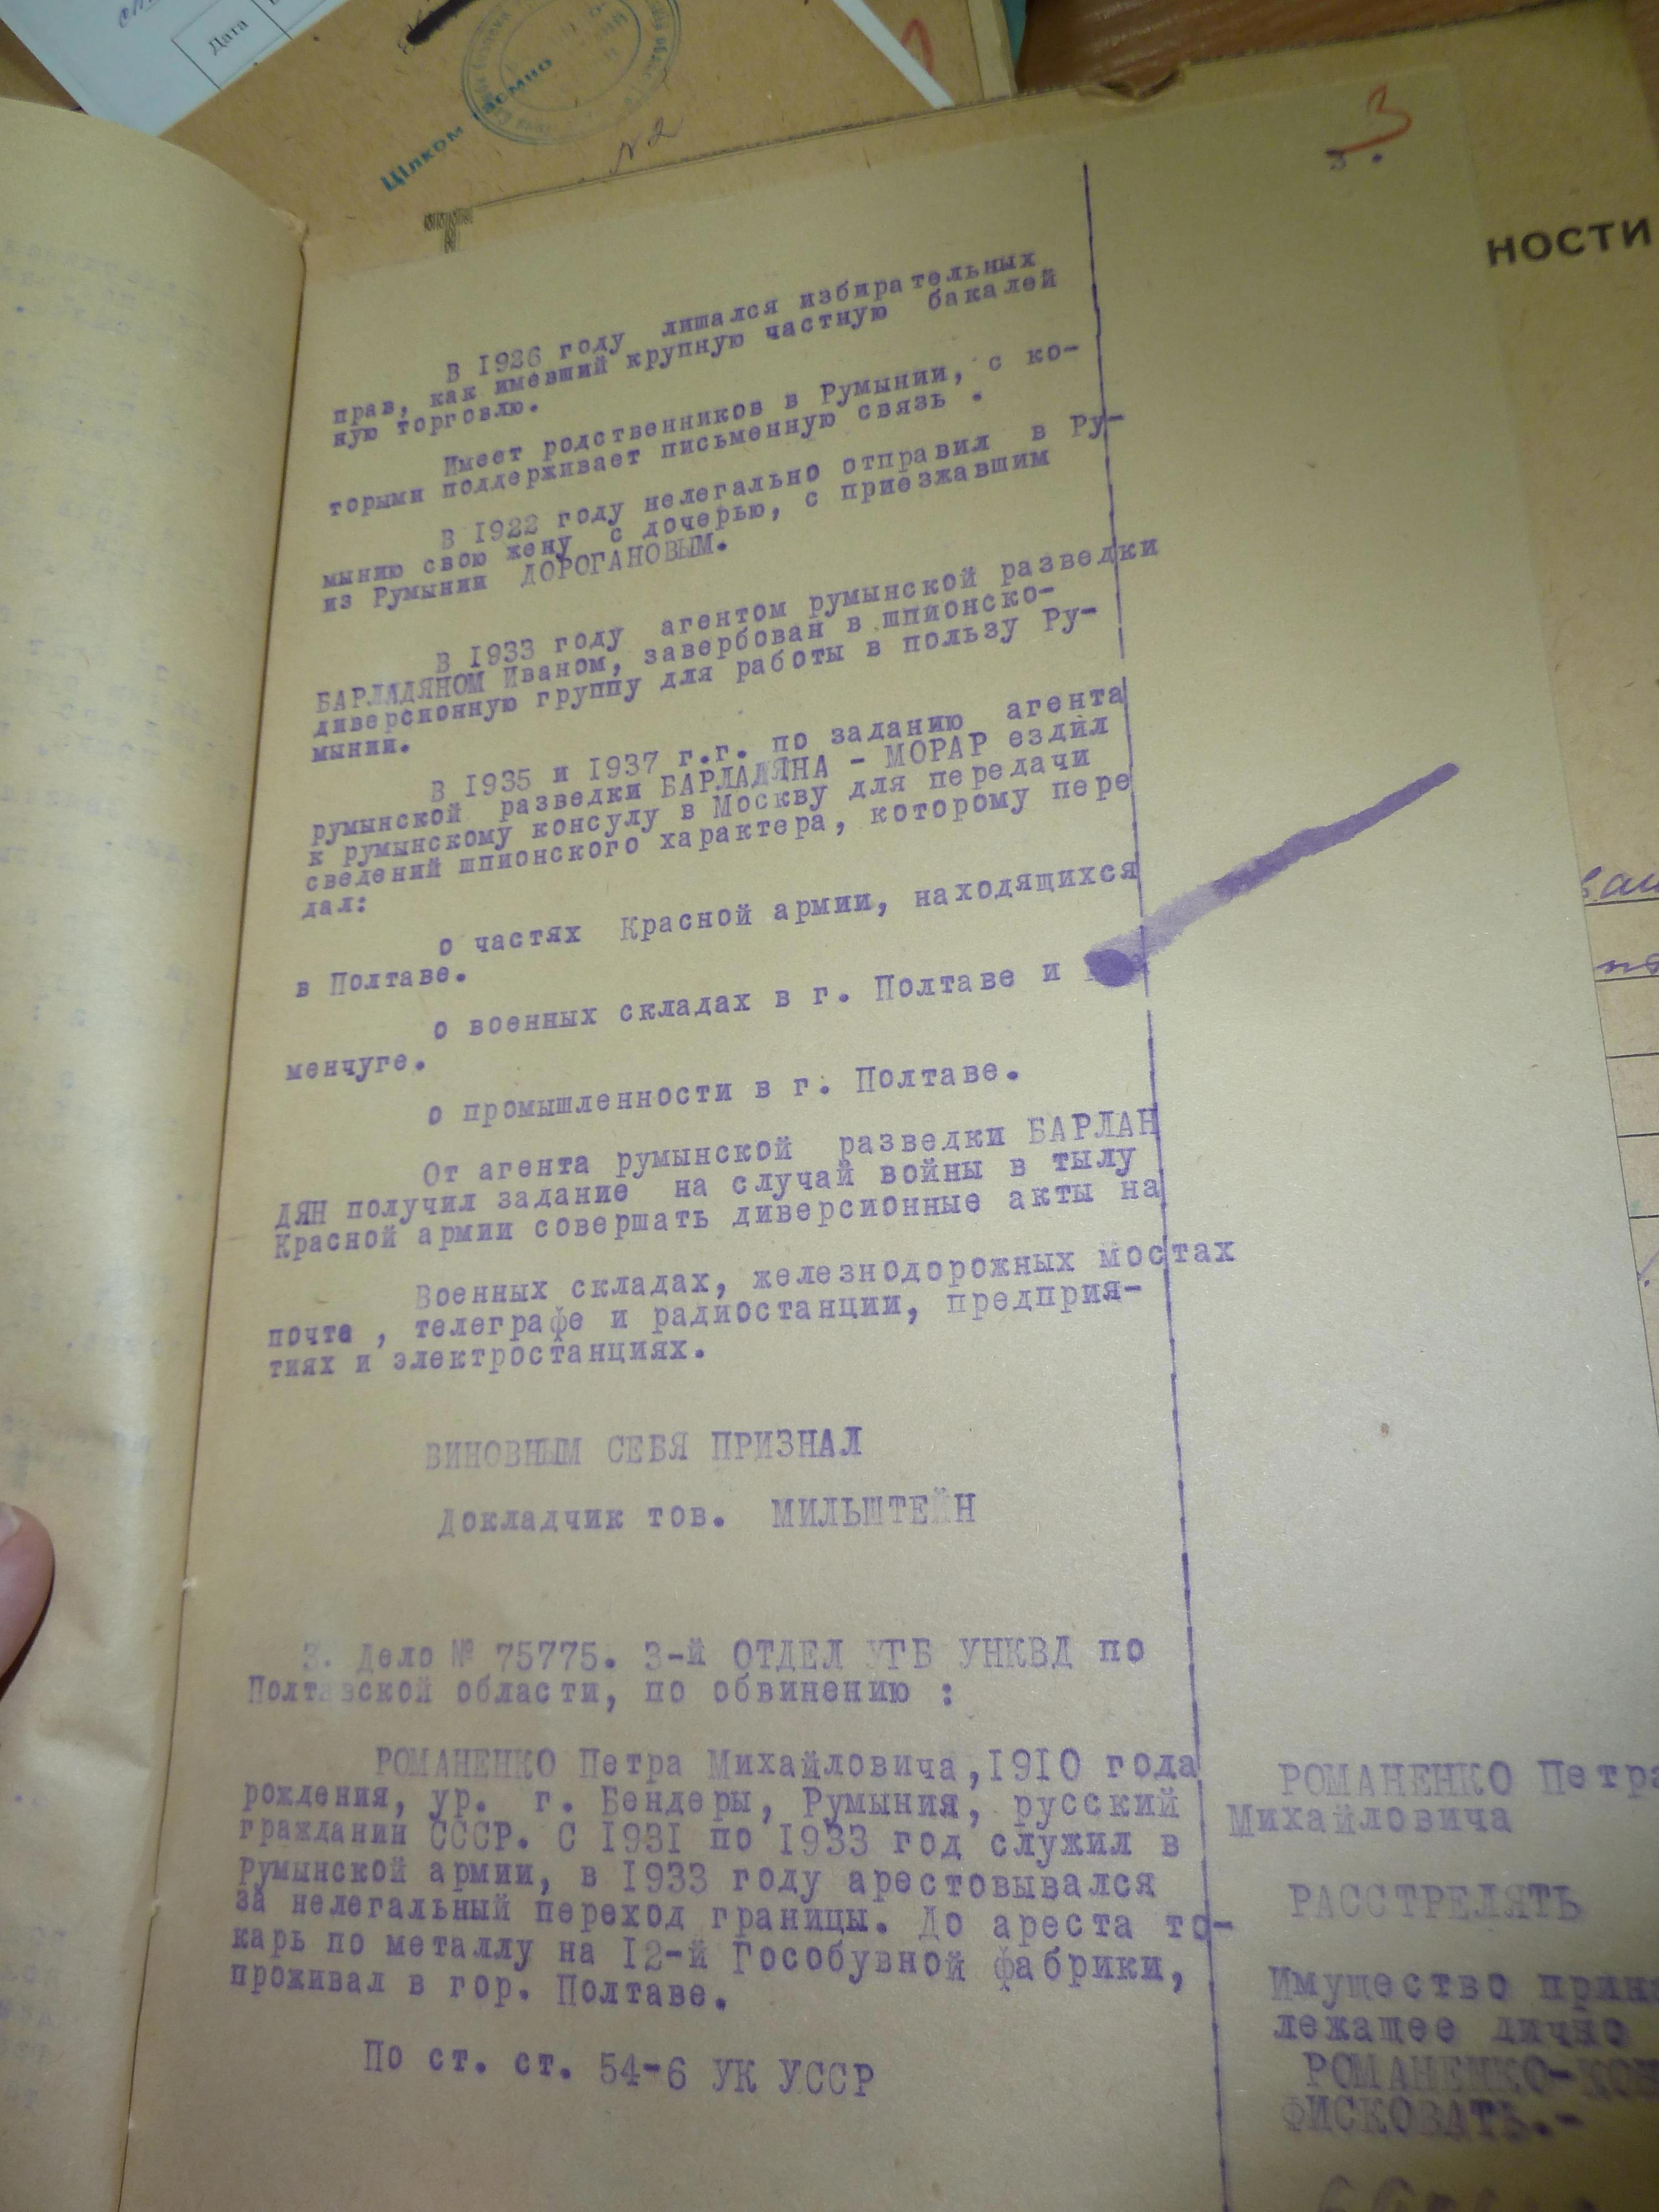 Дата
Цілком
№ 2
3
3.
НОСТИ
В 1926 году лишался избирательных
прав, как имевший крупную частную бакалей
ную торговлю.
Имеет родственников в Румынии, с ко-
торыми поддерживает письменную связь .
В 1922 году нелегально отправил в Ру-
мынию свою жену с дочерью, с приезжавшим
из Румынии ДОРОГАНОВЫМ.
В 1933 году агентом румынской разведки
БАРЛАДЯНОМ Иваном, завербован в шпионско-
диверсионную группу для работы в пользу Ру-
мынии.
В 1935 и 1937 г.г. по заданию агента
румынской разведки БАРЛАДЯНА - МОРАР ездил
к румынскому консулу в Москву для передачи
сведений шпионского характера, которому пере
дал:
о частях Красной армии, находящихся
в Полтаве.
о военных складах в г. Полтаве и
менчуге.
о промышленности в г. Полтаве.
От агента румынской разведки БАРЛАН
ДЯН получил задание на случай войны в тылу
Красной армии совершать диверсионные акты на
Военных складах, железнодорожных мостах
почте , телеграфе и радиостанции, предприя-
тиях и электростанциях.
ВИНОВНЫМ СЕБЯ ПРИЗНАЛ
Докладчик тов. МИЛЬШТЕЙН
3. Дело № 75775. 3-й ОТДЕЛ УГБ УНКВД по
Полтавской области, по обвинению :
РОМАНЕНКО Петра Михайловича,1910 года
рождения, ур. г. Бендеры, Румыния, русский
гражданин СССР. С 1931 по 1933 год служил в
Румынской армии, в 1933 году арестовывался
за нелегальный переход границы. До ареста то-
карь по металлу на 12-й Гособувной фабрики,
проживал в гор. Полтаве.
По ст. ст. 54-6 УК УССР
РОМАНЕНКО Петра
Михайловича
РАССТРЕЛЯТЬ
Имущество прин
лежащее лично
РОМАНЕНКО-КОН
ФИСКОВАТЬ.-